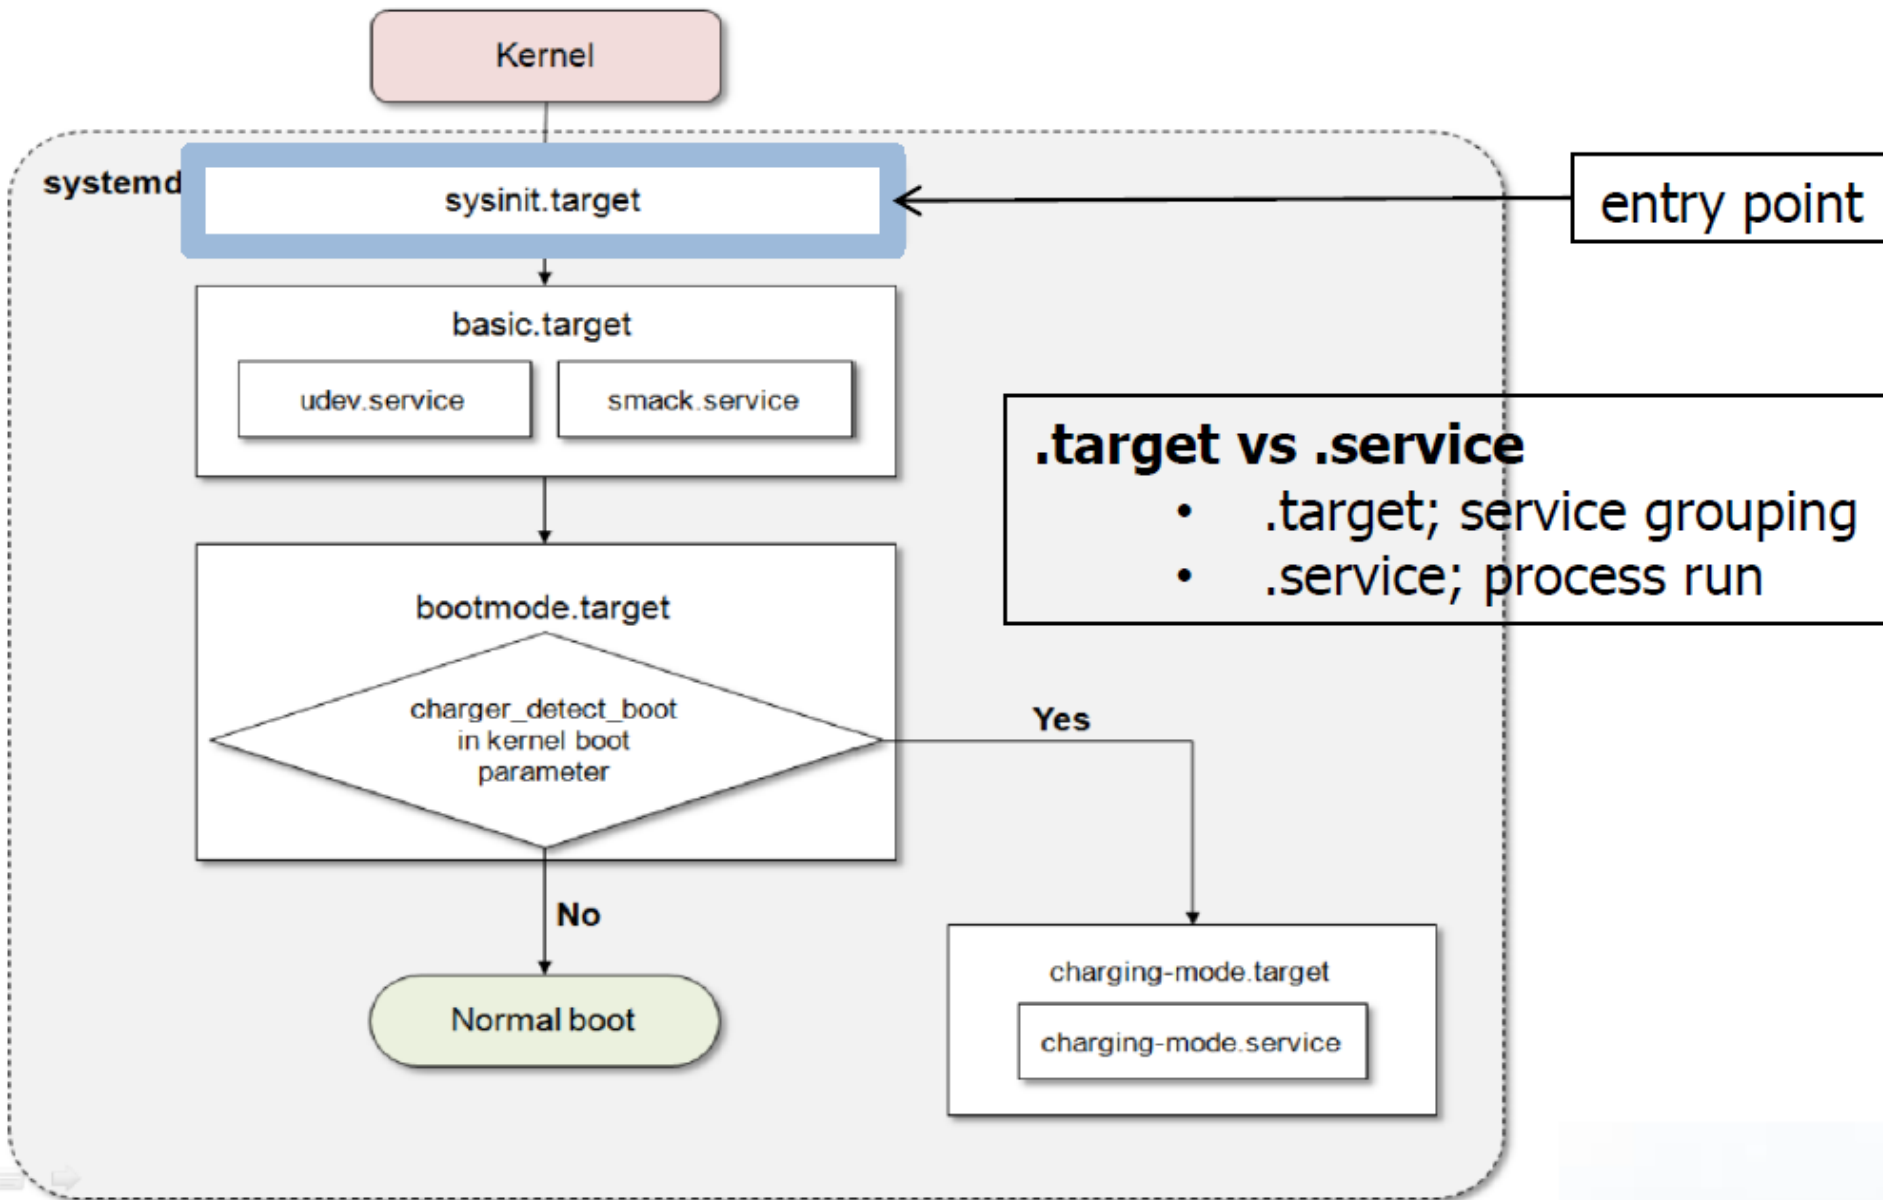 Kernel
systemd
sysinit.target
entry point
basic.target
udev.service
smack.service
.target vs .service
• .target; service grouping
• .service; process run
bootmode.target
charger_detect_boot
in kernel boot
parameter
Yes
No
Normal boot
charging-mode.target
charging-mode.service